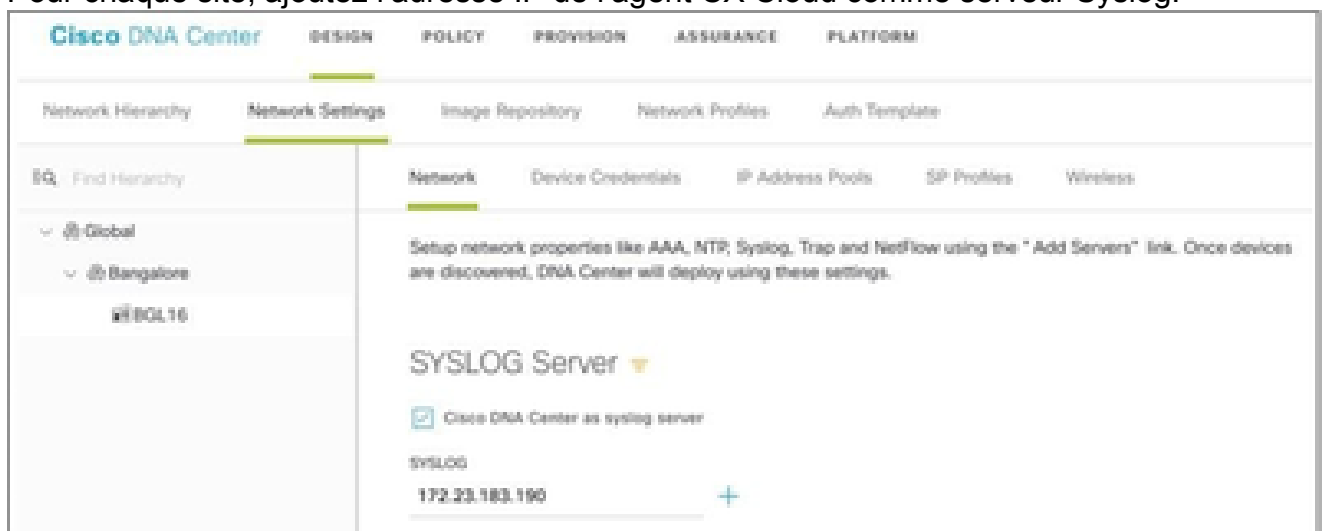 Pour chaque site, ajoutez l'adresse IP de l'agent CX Cloud comme serveur Syslog.
Cisco DNA Center DESIGN POLICY PROVISION ASSURANCE PLATFORM
Network Hierarchy Network Settings Image Repository Network Profiles Auth Template
Find Hierarchy
Network Device Credentials IP Address Pools SP Profiles Wireless
Global
Bangalore
BGL16
Setup network properties like AAA, NTP, Syslog, Trap and NetFlow using the "Add Servers" link. Once devices
are discovered, DNA Center will deploy using these settings.
SYSLOG Server
Cisco DNA Center as syslog server
SYSLOG
172.23.183.190